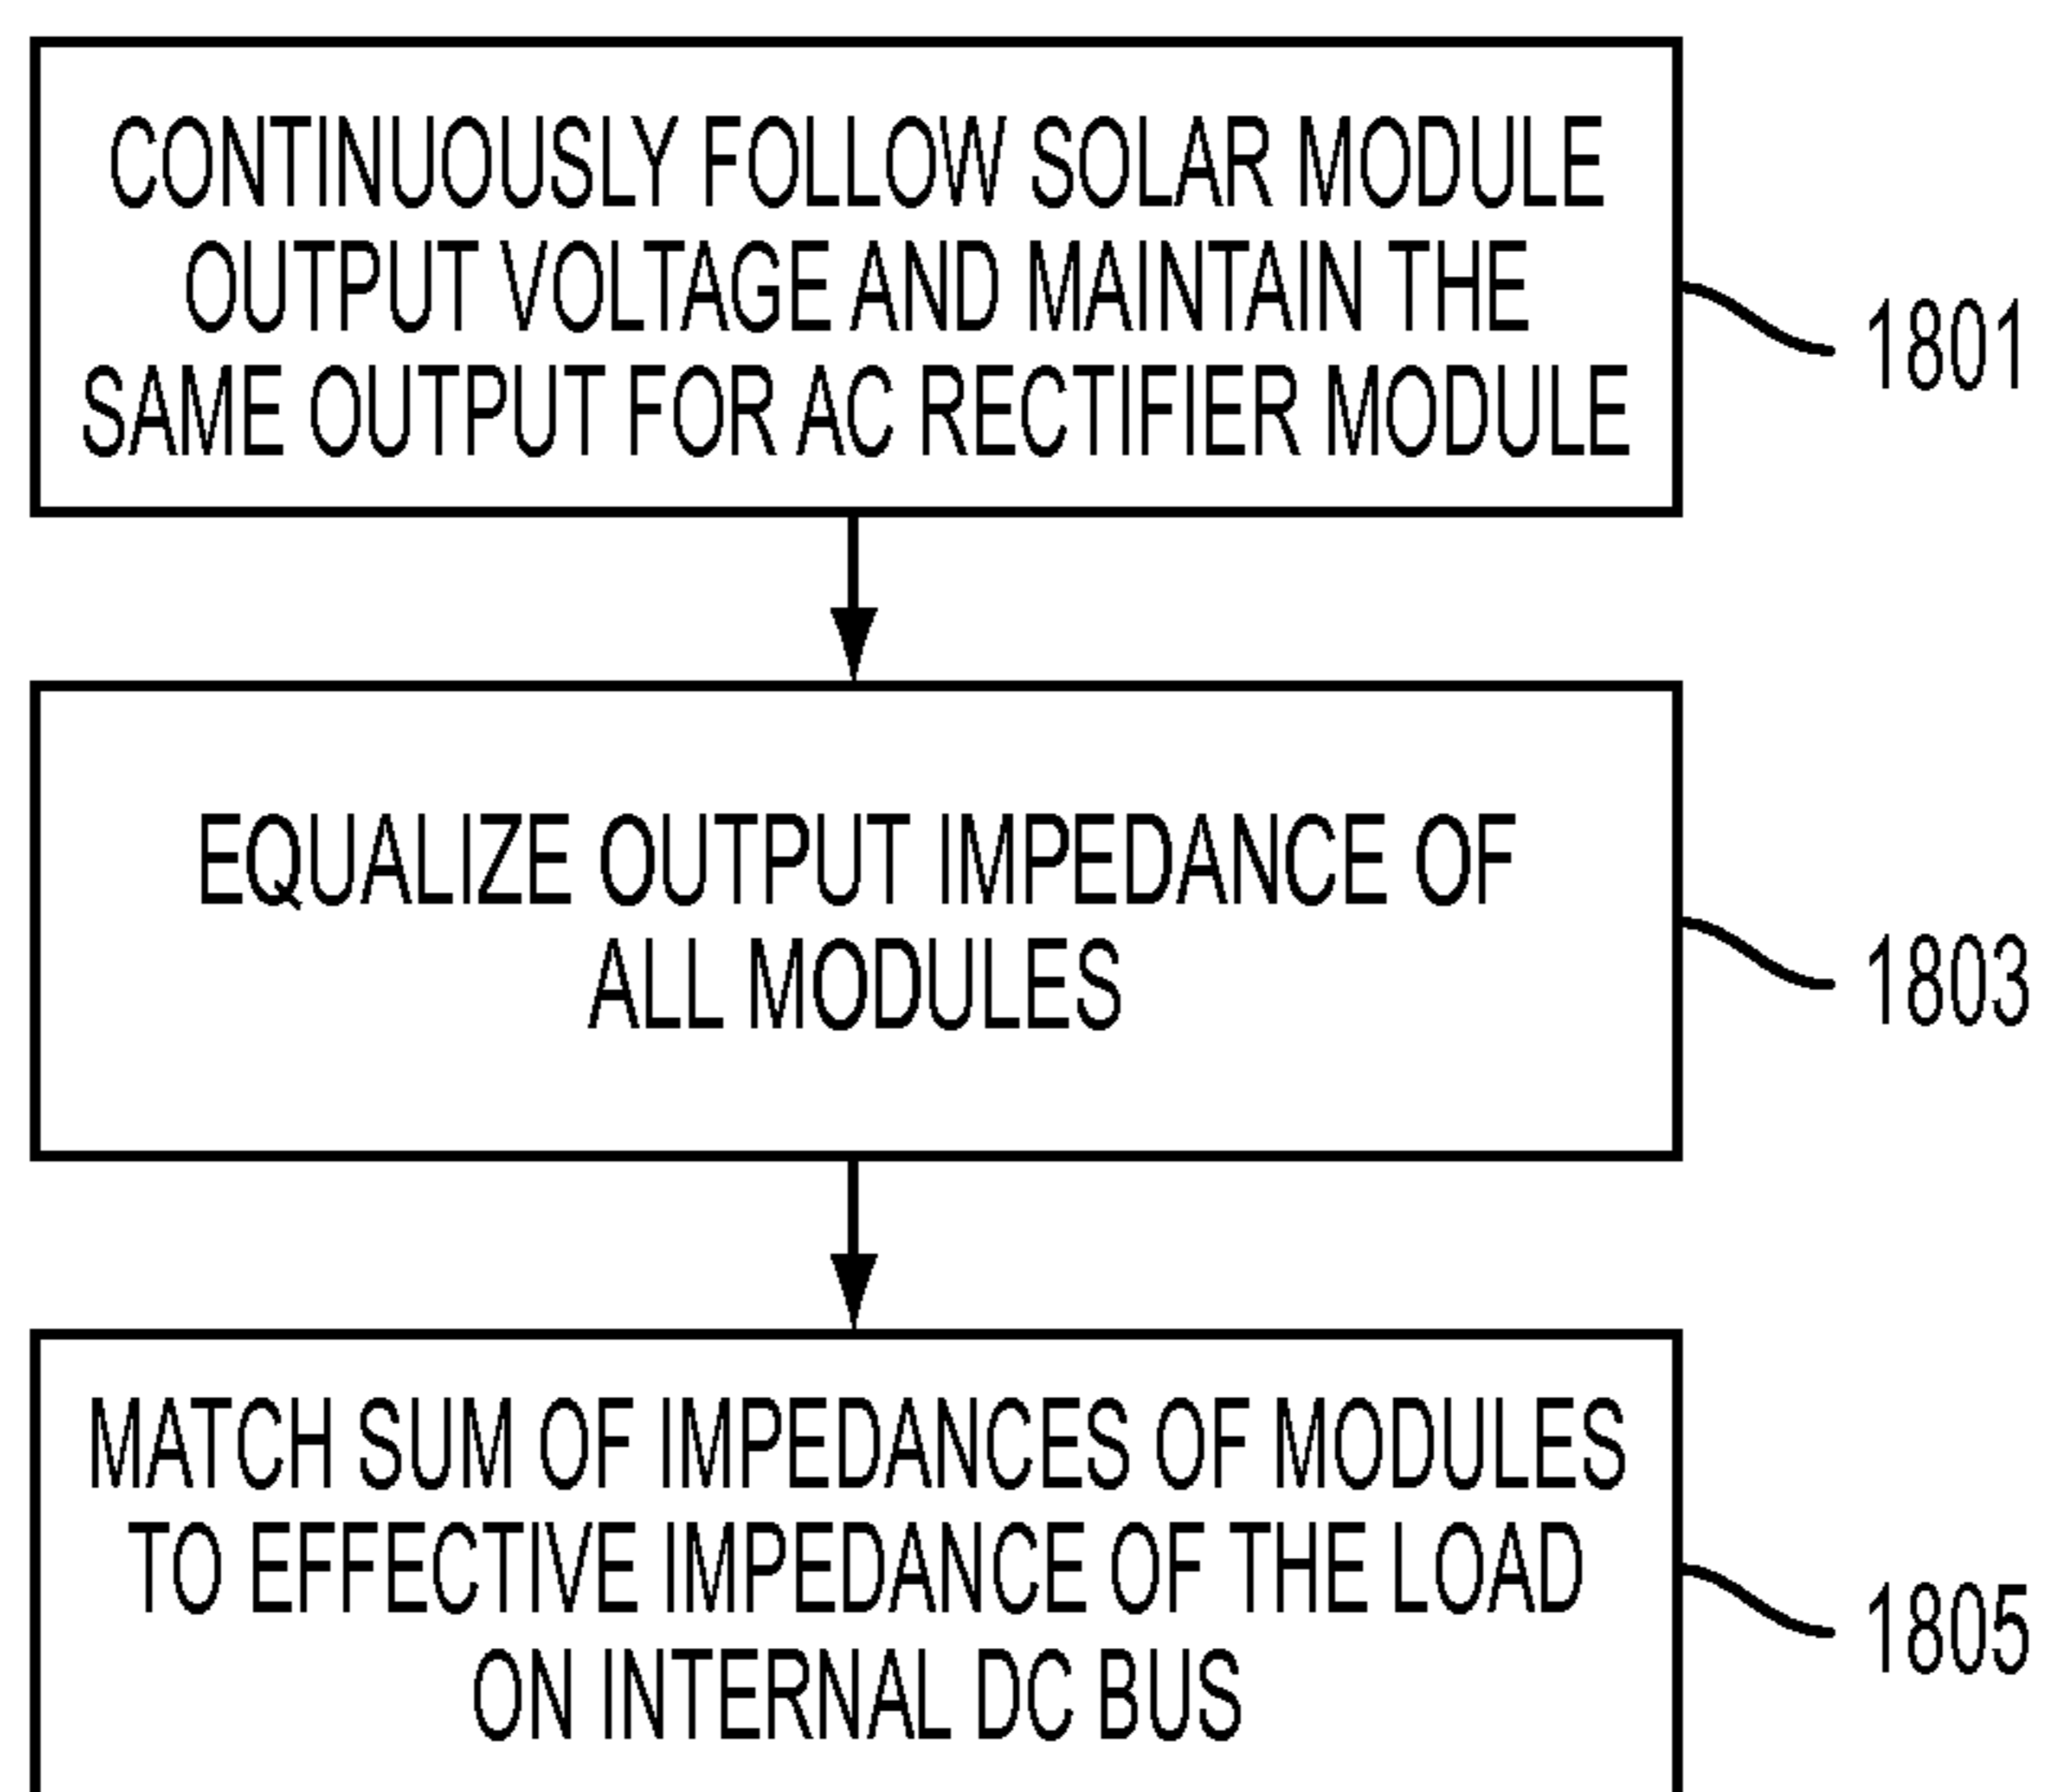 CONTINUOUSLY FOLLOW SOLAR MODULE
OUTPUT VOLTAGE AND MAINTAIN THE
SAME OUTPUT FOR AC RECTIFIER MODULE
1801
EQUALIZE OUTPUT IMPEDANCE OF
ALL MODULES
1803
MATCH SUM OF IMPEDANCES OF MODULES
TO EFFECTIVE IMPEDANCE OF THE LOAD
ON INTERNAL DC BUS
1805